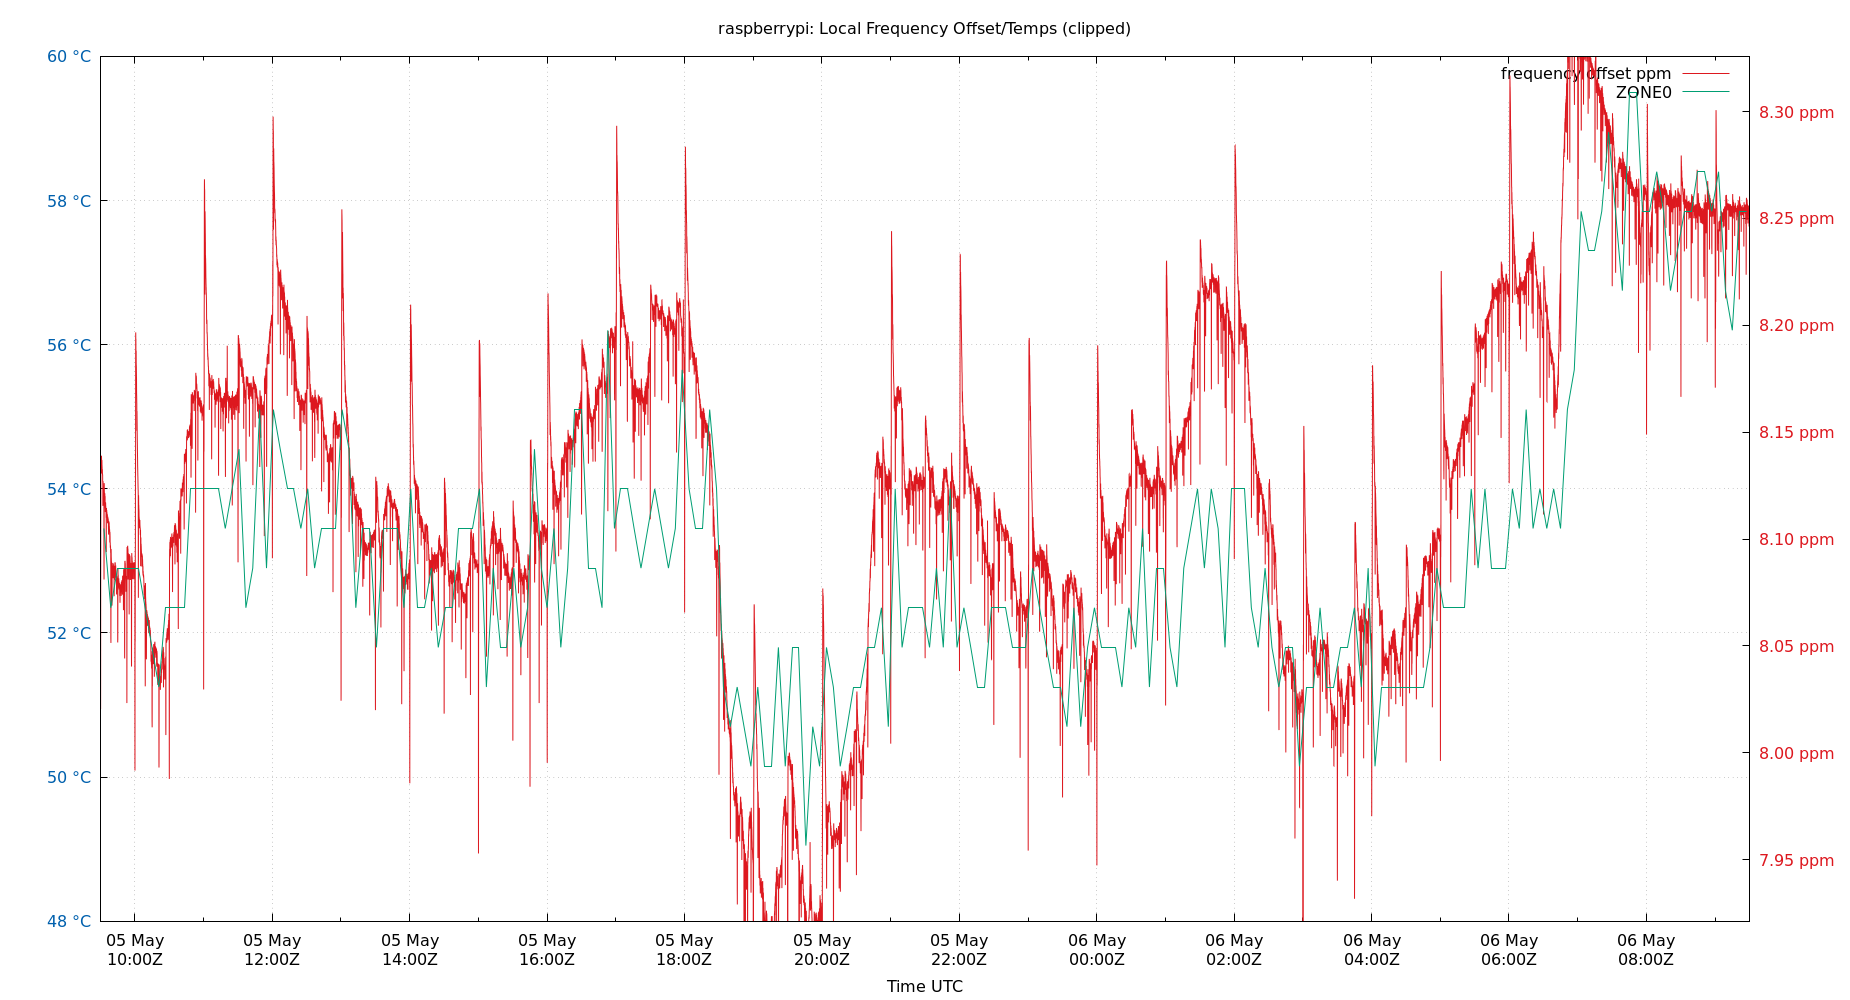 raspberrypi: Local Frequency Offset/Temps (clipped)
60 °C
58 °C
56 °C
54 °C
52 °C
50 °C
48 °C
frequency offset ppm
ZONE0
8.30 ppm
8.25 ppm
8.20 ppm
8.15 ppm
8.10 ppm
8.05 ppm
8.00 ppm
7.95 ppm
05 May 05 May 05 May 05 May 05 May 05 May 05 May 06 May 06 May 06 May 06 May 06 May
10:00Z 12:00Z 14:00Z 16:00Z 18:00Z 20:00Z 22:00Z 00:00Z 02:00Z 04:00Z 06:00Z 08:00Z
Time UTC